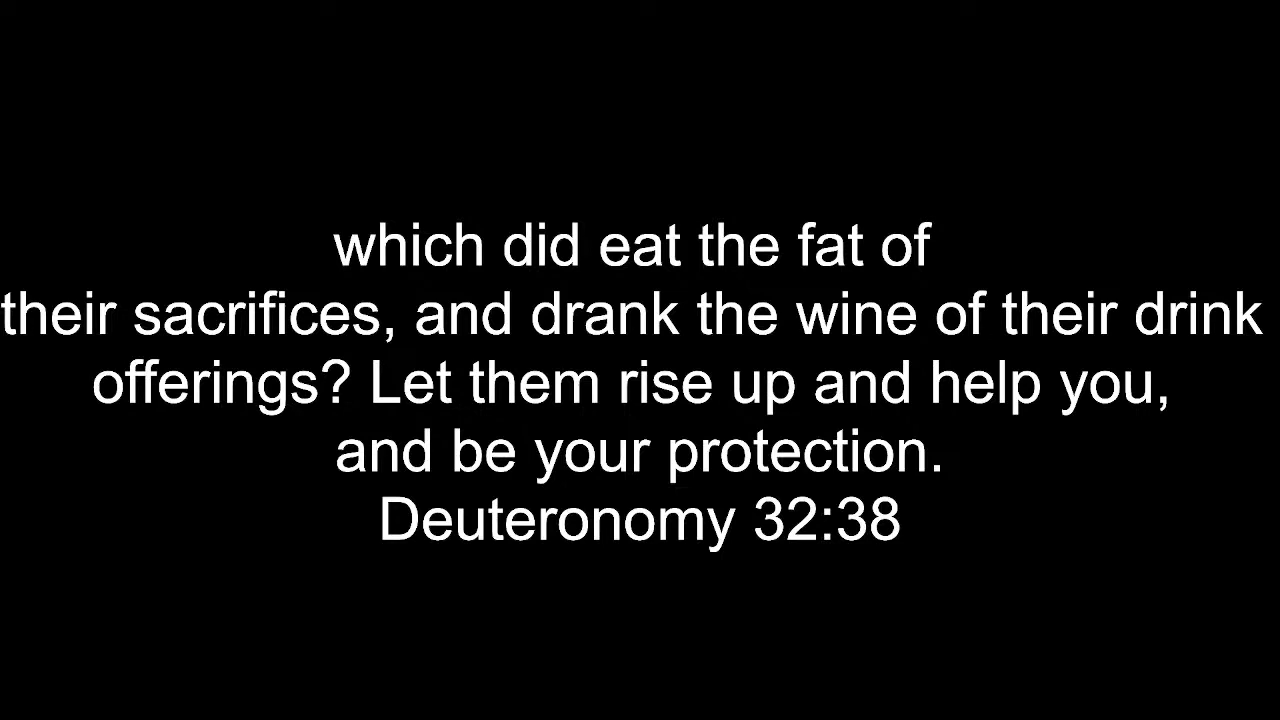 which did eat the fat of
their sacrifices, and drank the wine of their drink
offerings? Let them rise up and help you,
and be your protection.
Deuteronomy 32:38